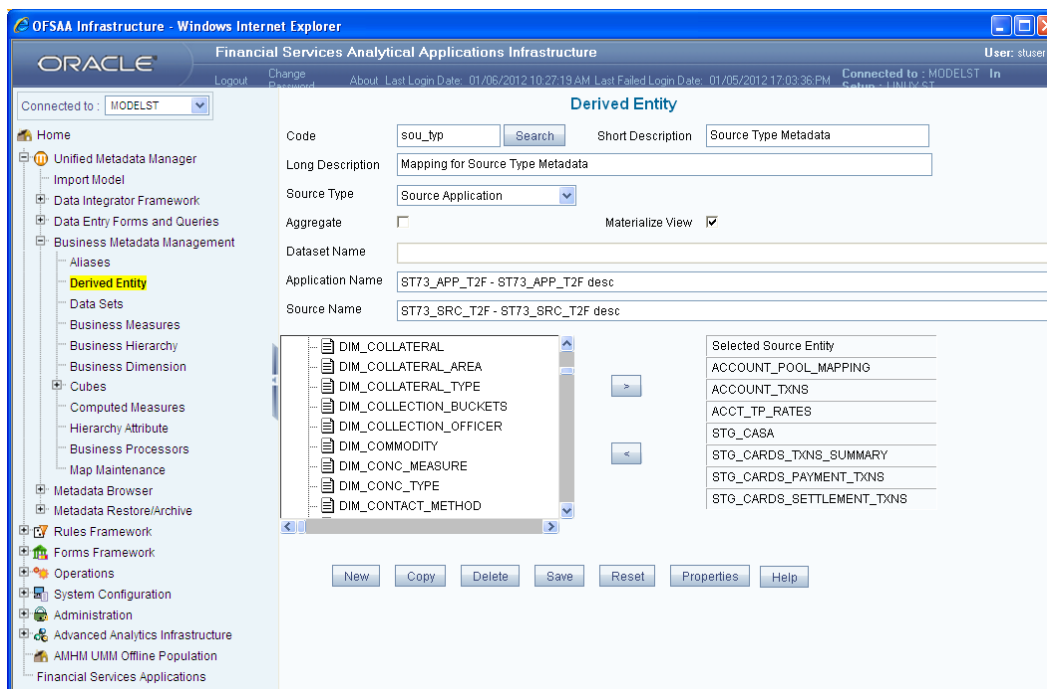 OFSAA Infrastructure - Windows Internet Explorer
ORACLE
Financial Services Analytical Applications Infrastructure
User: stuser
Logout Change Password About Last Login Date: 01/06/2012 10:27:19 AM Last Failed Login Date: 01/05/2012 17:03:36:PM Connected to : MODELST In
Connected to : MODELST
Home
Unified Metadata Manager
Import Model
Data Integrator Framework
Data Entry Forms and Queries
Business Metadata Management
Aliases
Derived Entity
Data Sets
Business Measures
Business Hierarchy
Business Dimension
Cubes
Computed Measures
Hierarchy Attribute
Business Processors
Map Maintenance
Metadata Browser
Metadata Restore/Archive
Rules Framework
Forms Framework
Operations
System Configuration
Administration
Advanced Analytics Infrastructure
AMHM UMM Offline Population
Financial Services Applications
Derived Entity
Code sou_typ Search Short Description Source Type Metadata
Long Description Mapping for Source Type Metadata
Source Type Source Application
Aggregate Materialize View
Dataset Name
Application Name ST73_APP_T2F - ST73_APP_T2F desc
Source Name ST73_SRC_T2F - ST73_SRC_T2F desc
DIM_COLLATERAL
DIM_COLLATERAL_AREA
DIM_COLLATERAL_TYPE
DIM_COLLECTION_BUCKETS
DIM_COLLECTION_OFFICER
DIM_COMMODITY
DIM_CONC_MEASURE
DIM_CONC_TYPE
DIM_CONTACT_METHOD
>
<
Selected Source Entity
ACCOUNT_POOL_MAPPING
ACCOUNT_TXNS
ACCT_TP_RATES
STG_CASA
STG_CARDS_TXNS_SUMMARY
STG_CARDS_PAYMENT_TXNS
STG_CARDS_SETTLEMENT_TXNS
New Copy Delete Save Reset Properties Help